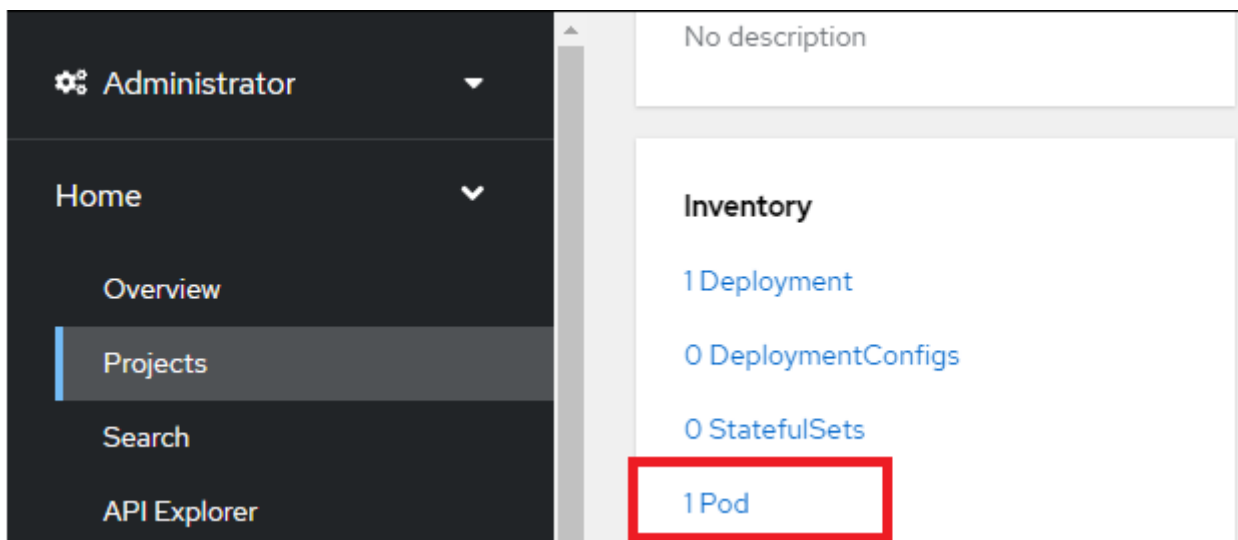 Administrator
Home
Overview
Projects
Search
API Explorer
No description
Inventory
1 Deployment
0 DeploymentConfigs
0 StatefulSets
1 Pod